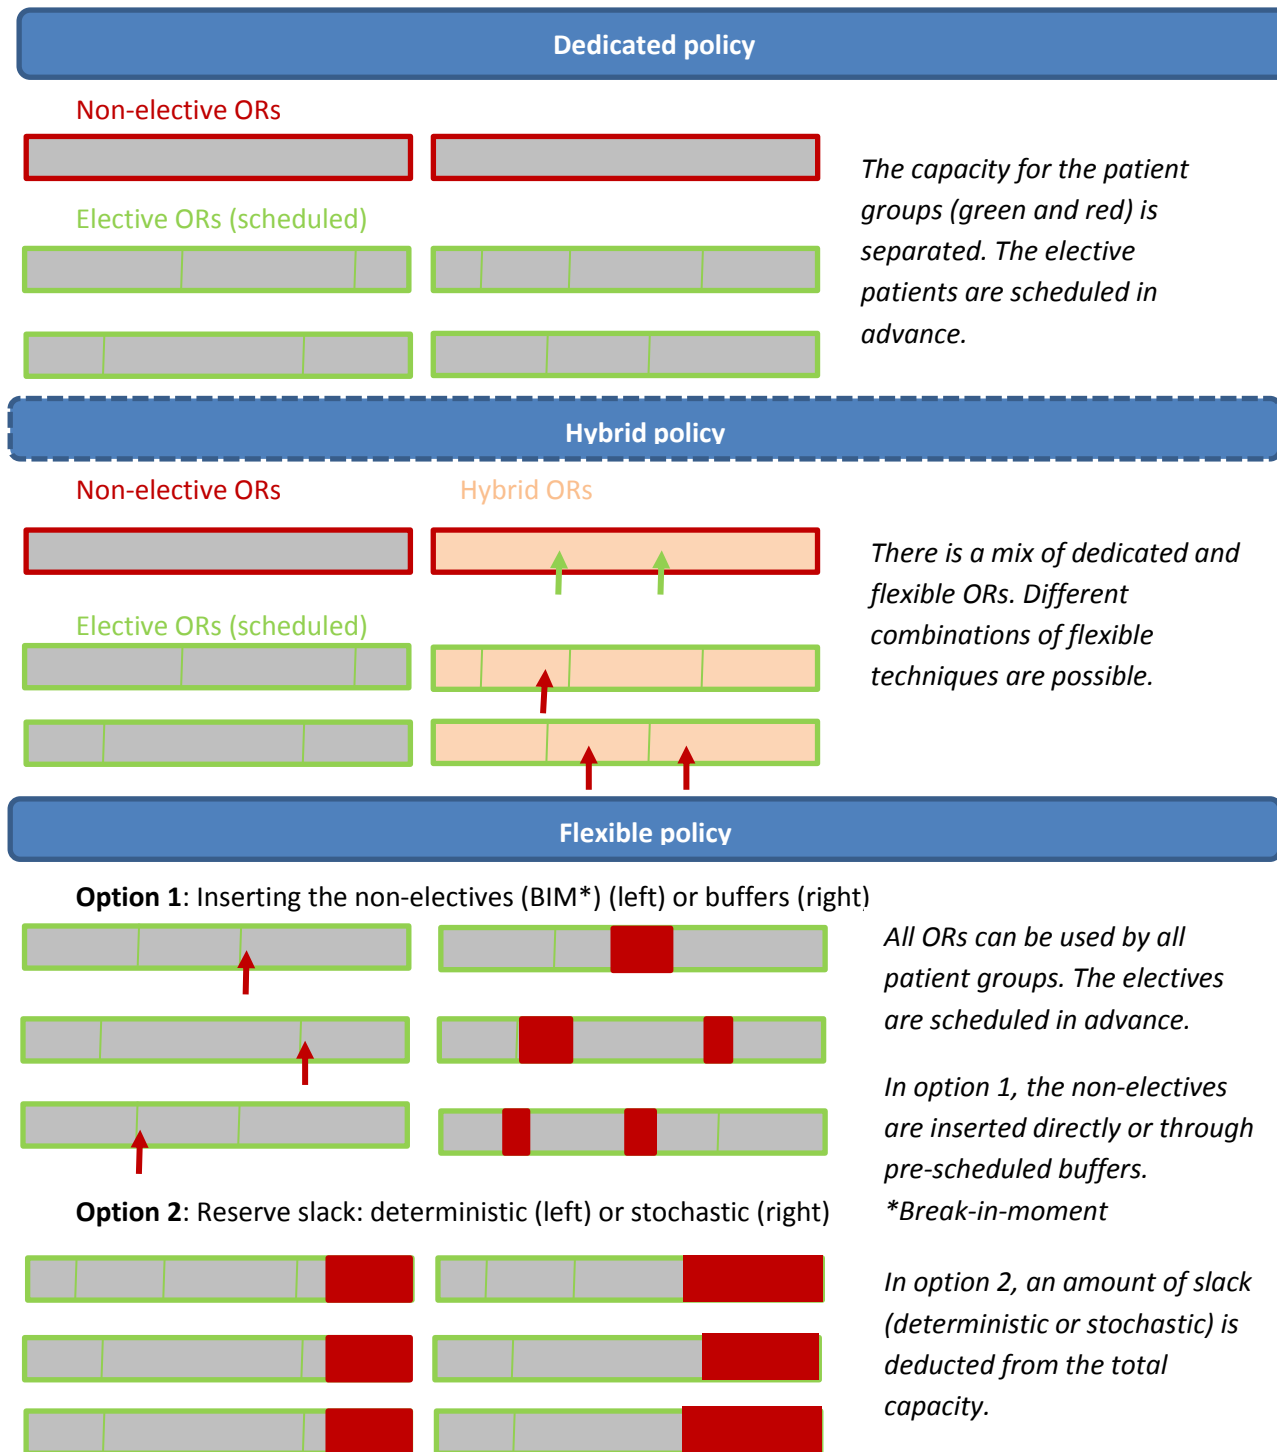 Dedicated policy
Non-elective ORs
Elective ORs (scheduled)
The capacity for the patient
groups (green and red) is
separated. The elective
patients are scheduled in
advance.
Hybrid policy
Non-elective ORs
Hybrid ORs
Elective ORs (scheduled)
There is a mix of dedicated and
flexible ORs. Different
combinations of flexible
techniques are possible.
Flexible policy
Option 1: Inserting the non-electives (BIM*) (left) or buffers (right)
All ORs can be used by all
patient groups. The electives
are scheduled in advance.
In option 1, the non-electives
are inserted directly or through
pre-scheduled buffers.
*Break-in-moment
Option 2: Reserve slack: deterministic (left) or stochastic (right)
In option 2, an amount of slack
(deterministic or stochastic) is
deducted from the total
capacity.